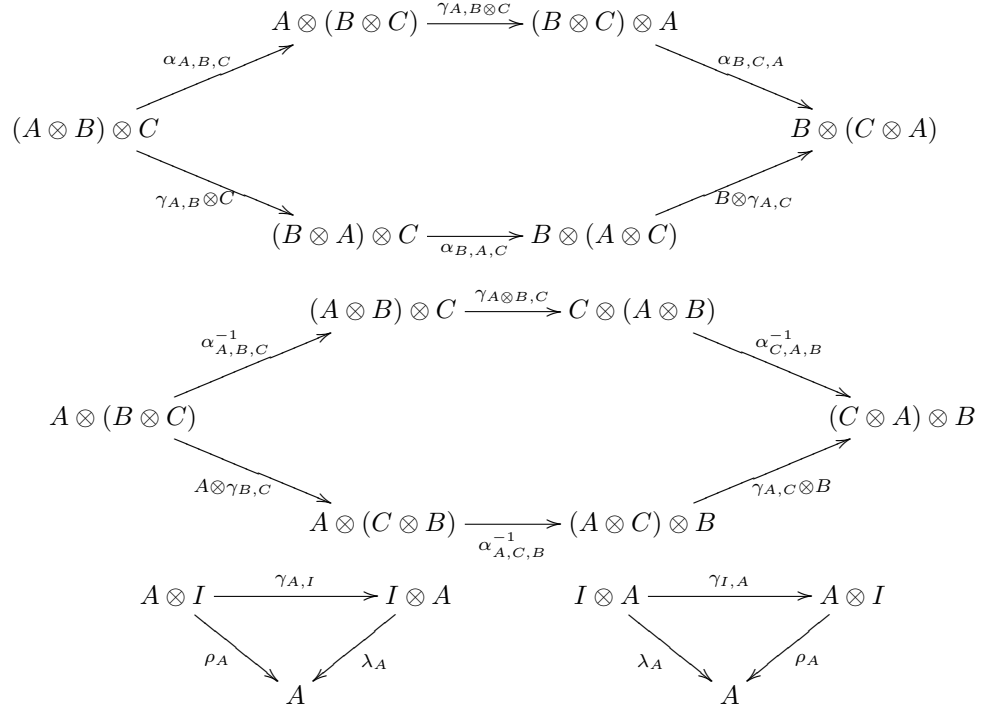 γ_{A,B⊗C}
A ⊗ (B ⊗ C) (B ⊗ C) ⊗ A
α_{A,B,C} α_{B,C,A}
(A ⊗ B) ⊗ C B ⊗ (C ⊗ A)
γ_{A,B}⊗C B⊗γ_{A,C}
(B ⊗ A) ⊗ C B ⊗ (A ⊗ C)
α_{B,A,C}
γ_{A⊗B,C}
(A ⊗ B) ⊗ C C ⊗ (A ⊗ B)
α^{-1}_{A,B,C} α^{-1}_{C,A,B}
A ⊗ (B ⊗ C) (C ⊗ A) ⊗ B
A⊗γ_{B,C} γ_{A,C}⊗B
A ⊗ (C ⊗ B) (A ⊗ C) ⊗ B
α^{-1}_{A,C,B}
γ_{A,I} γ_{I,A}
A ⊗ I I ⊗ A I ⊗ A A ⊗ I
ρ_A λ_A λ_A ρ_A
A A